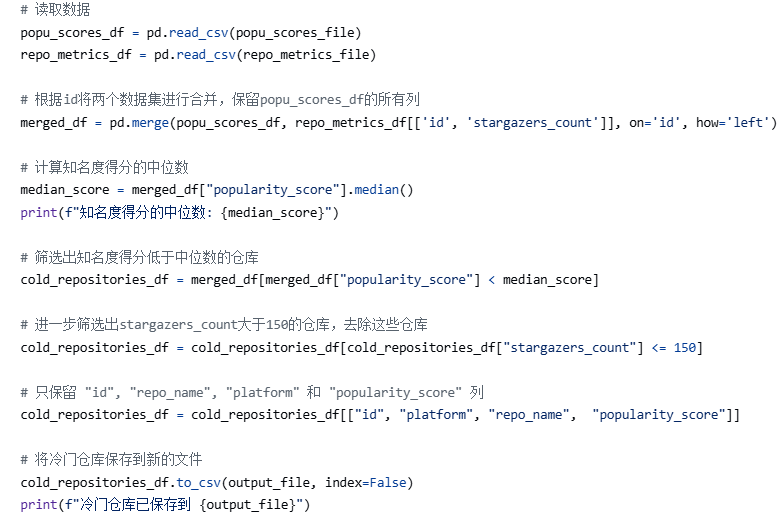 # 读取数据
popu_scores_df = pd.read_csv(popu_scores_file)
repo_metrics_df = pd.read_csv(repo_metrics_file)
# 根据id将两个数据集进行合并，保留popu_scores_df的所有列
merged_df = pd.merge(popu_scores_df, repo_metrics_df[['id', 'stargazers_count']], on='id', how='left')
# 计算知名度得分的中位数
median_score = merged_df["popularity_score"].median()
print(f"知名度得分的中位数: {median_score}")
# 筛选出知名度得分低于中位数的仓库
cold_repositories_df = merged_df[merged_df["popularity_score"] < median_score]
# 进一步筛选出stargazers_count大于150的仓库，去除这些仓库
cold_repositories_df = cold_repositories_df[cold_repositories_df["stargazers_count"] <= 150]
# 只保留 "id", "repo_name", "platform" 和 "popularity_score" 列
cold_repositories_df = cold_repositories_df[["id", "platform", "repo_name",  "popularity_score"]]
# 将冷门仓库保存到新的文件
cold_repositories_df.to_csv(output_file, index=False)
print(f"冷门仓库已保存到 {output_file}")